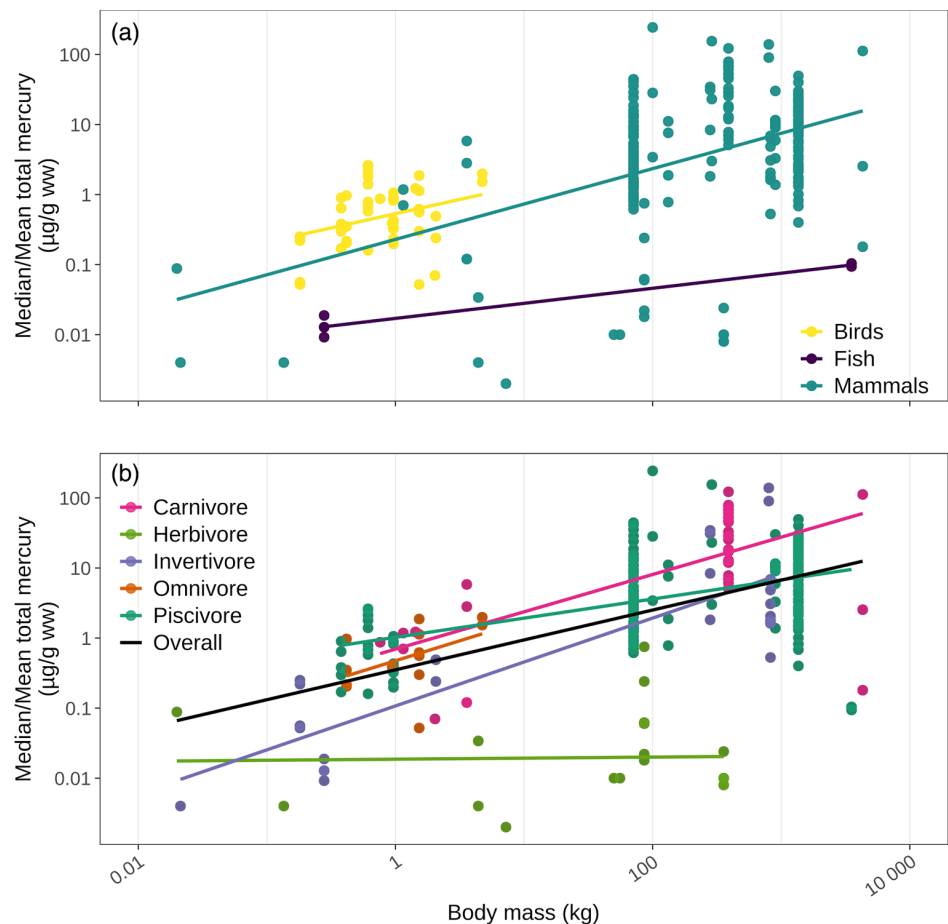 (a)
Median/Mean total mercury
(µg/g ww)
100
10
1
0.1
0.01
Birds
Fish
Mammals
(b)
Median/Mean total mercury
(µg/g ww)
100
10
1
0.1
0.01
Carnivore
Herbivore
Invertivore
Omnivore
Piscivore
Overall
0.01
1
100
10 000
Body mass (kg)